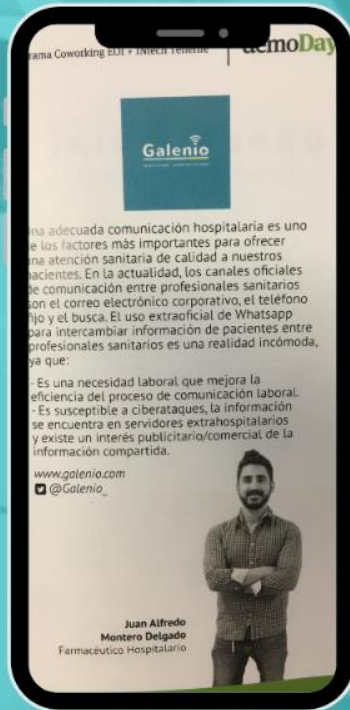 rama Coworking EOI + INtech Tenerife
demoDay
Galenio
na adecuada comunicación hospitalaria es uno
e los factores más importantes para ofrecer
na atención sanitaria de calidad a nuestros
pacientes. En la actualidad, los canales oficiales
de comunicación entre profesionales sanitarios
son el correo electrónico corporativo, el teléfono
fijo y el busca. El uso extraoficial de Whatsapp
para intercambiar información de pacientes entre
profesionales sanitarios es una realidad incómoda,
ya que:
- Es una necesidad laboral que mejora la
eficiencia del proceso de comunicación laboral.
- Es susceptible a ciberataques, la información
se encuentra en servidores extrahospitalarios
y existe un interés publicitario/comercial de la
información compartida.
www.galenio.com
@Galenio_
Juan Alfredo
Montero Delgado
Farmacéutico Hospitalario